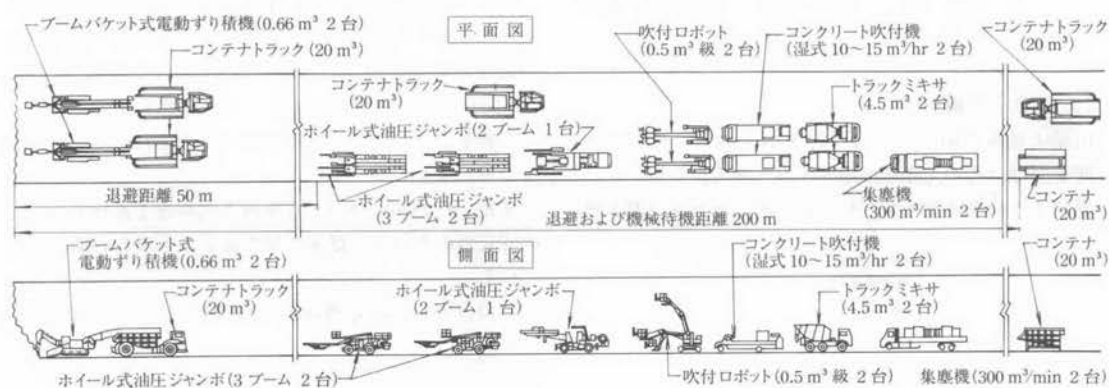 ブームバケット式電動ずり積機(0.66 m³ 2台)
コンテナトラック(20 m³)
平面図
コンテナトラック
(20 m³)
吹付ロボット
(0.5 m³級 2台)
コンクリート吹付機
(湿式10〜15 m³/hr 2台)
トラックミキサ
(4.5 m³ 2台)
コンテナトラック
(20 m³)
ホイール式油圧ジャンボ(2ブーム 1台)
退避距離 50 m
ホイール式油圧ジャンボ
(3ブーム 2台)
退避および機械待機距離 200 m
集塵機
(300 m³/min 2台)
コンテナ
(20 m³)
ブームバケット式
電動ずり積機(0.66 m³ 2台)
側面図
コンテナトラック
(20 m³)
ホイール式油圧ジャンボ
(2ブーム 1台)
コンクリート吹付機
(湿式10〜15 m³/hr 2台)
トラックミキサ
(4.5 m³ 2台)
コンテナ
(20 m³)
ホイール式油圧ジャンボ(3ブーム 2台)
吹付ロボット(0.5 m³級 2台)
集塵機(300 m³/min 2台)